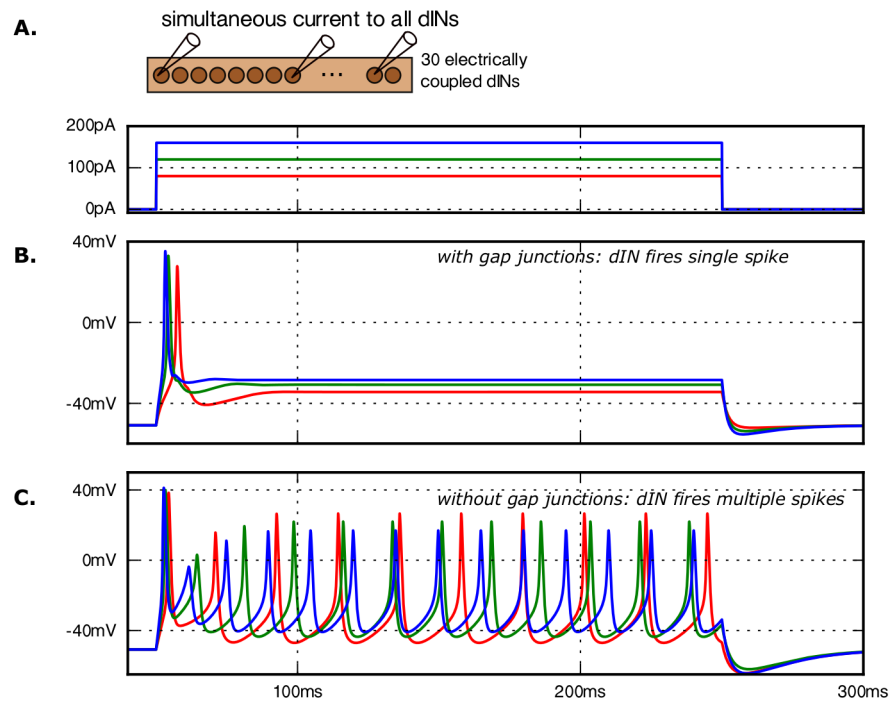 A.
simultaneous current to all dINs
30 electrically
coupled dINs
...
200pA
100pA
0pA
B.
40mV
with gap junctions: dIN fires single spike
0mV
-40mV
C.
40mV
without gap junctions: dIN fires multiple spikes
0mV
-40mV
100ms
200ms
300ms